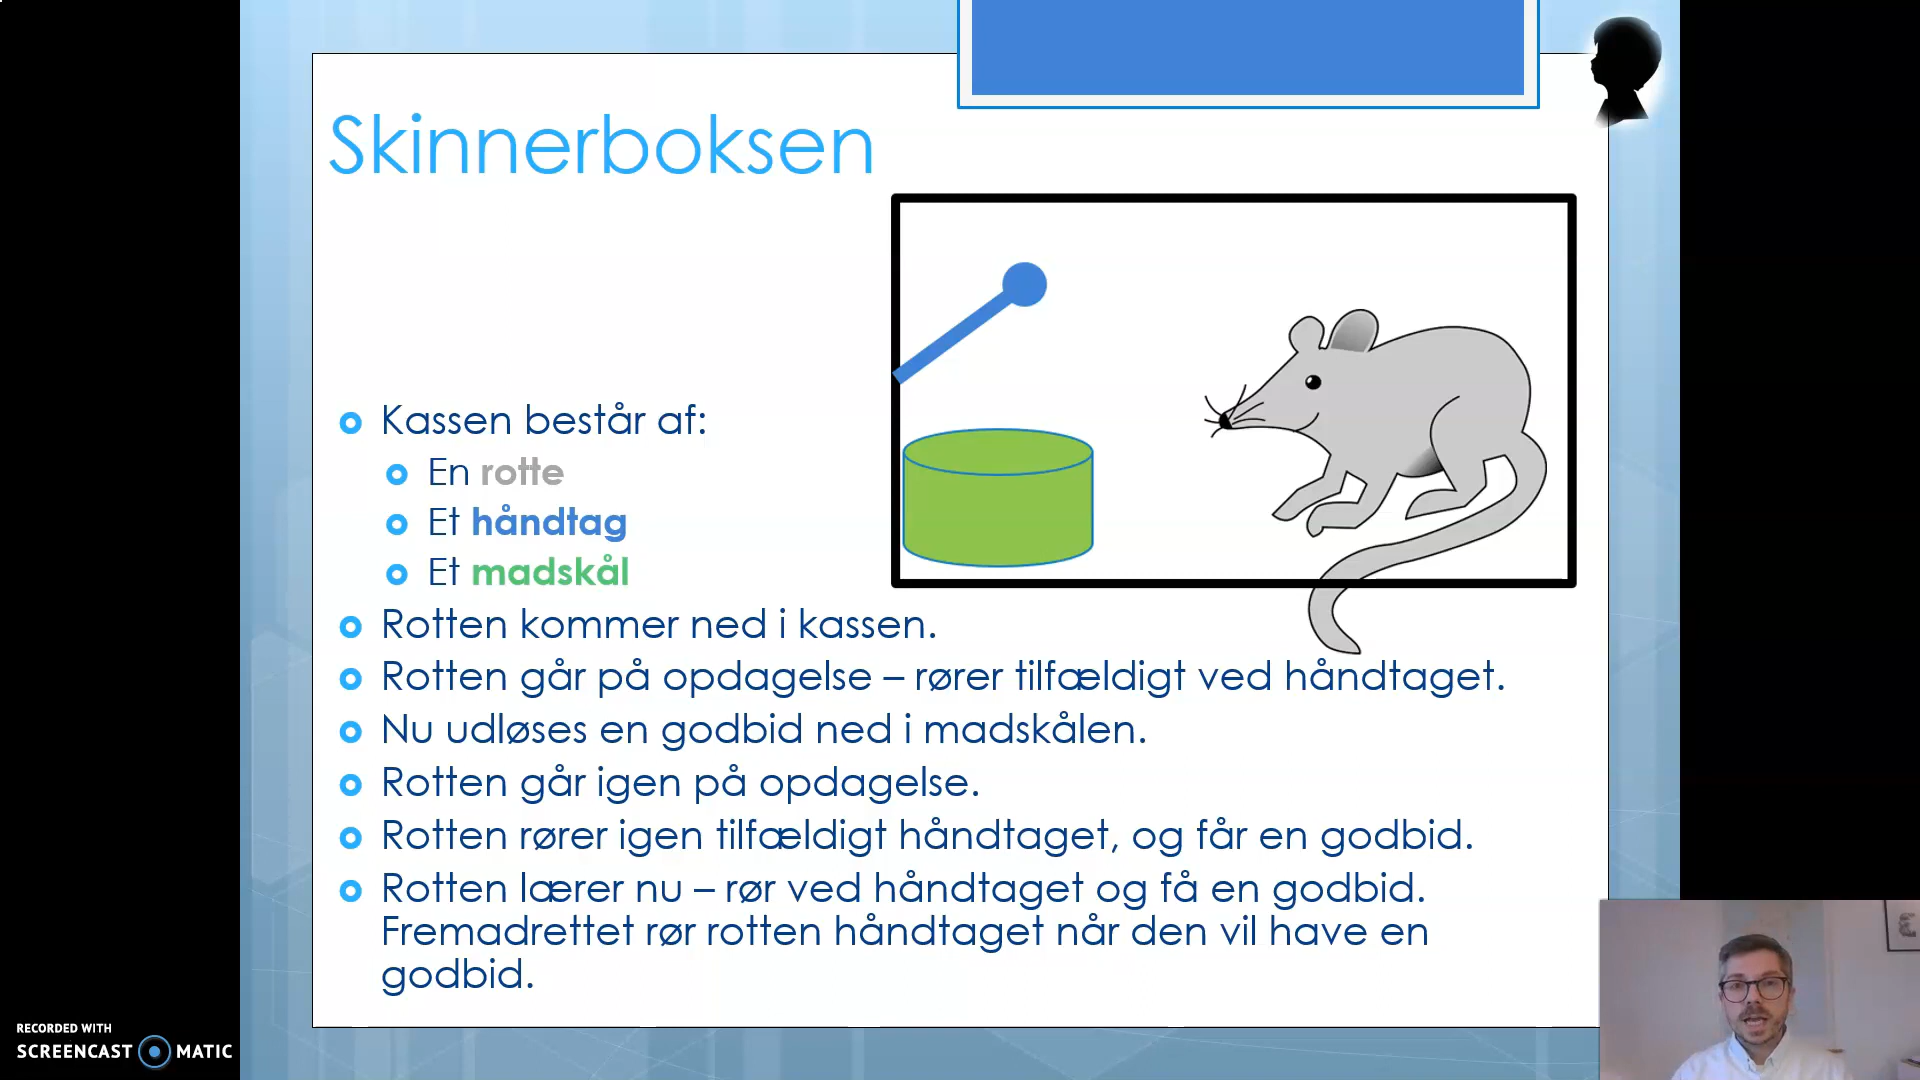 Skinnerboksen
Kassen består af:
En rotte
Et håndtag
Et madskål
Rotten kommer ned i kassen.
Rotten går på opdagelse – rører tilfældigt ved håndtaget.
Nu udløses en godbid ned i madskålen.
Rotten går igen på opdagelse.
Rotten rører igen tilfældigt håndtaget, og får en godbid.
Rotten lærer nu – rør ved håndtaget og få en godbid.
Fremadrettet rør rotten håndtaget når den vil have en
godbid.
RECORDED WITH
SCREENCAST MATIC